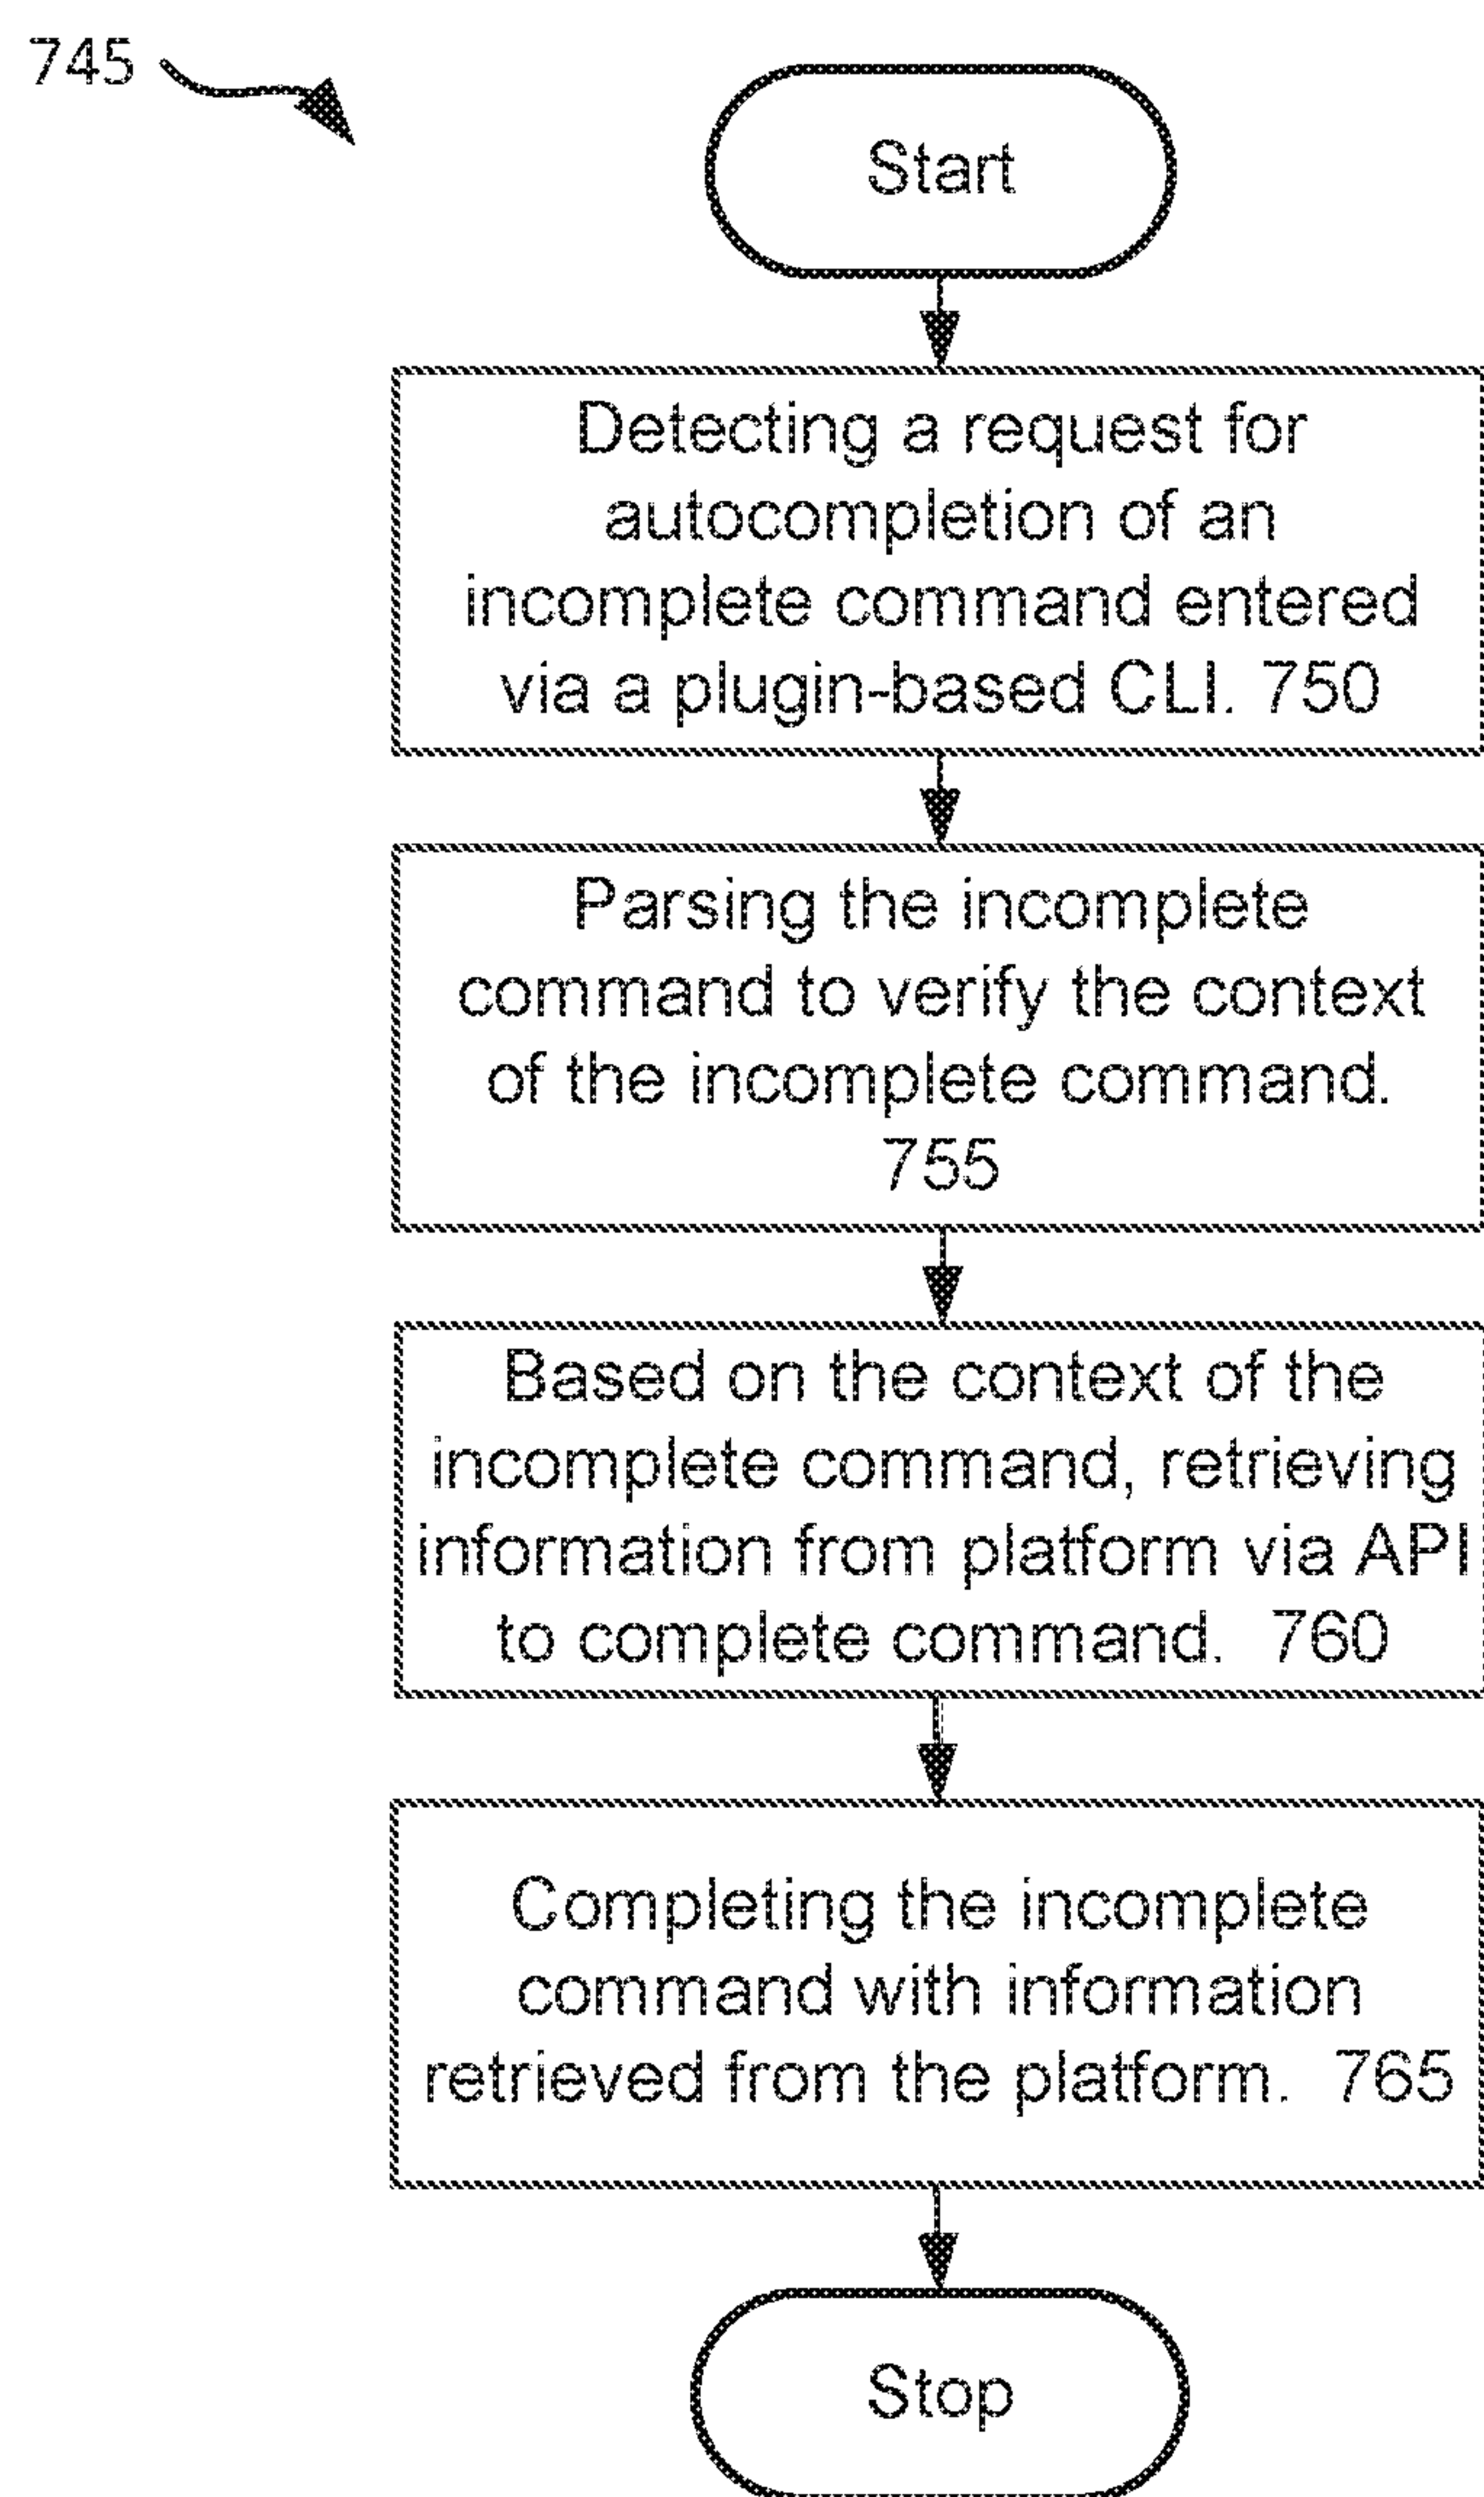 745
Start
Detecting a request for
autocompletion of an
incomplete command entered
via a plugin-based CLI. 750
Parsing the incomplete
command to verify the context
of the incomplete command.
755
Based on the context of the
incomplete command, retrieving
information from platform via API
to complete command. 760
Completing the incomplete
command with information
retrieved from the platform. 765
Stop